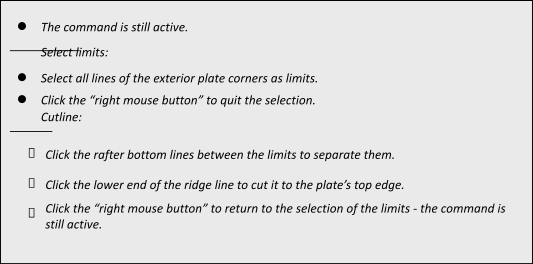 ● The command is still active.
Select limits:
● Select all lines of the exterior plate corners as limits.
● Click the “right mouse button” to quit the selection.
Cutline:
▯ Click the rafter bottom lines between the limits to separate them.
▯ Click the lower end of the ridge line to cut it to the plate’s top edge.
▯ Click the “right mouse button” to return to the selection of the limits - the command is
still active.